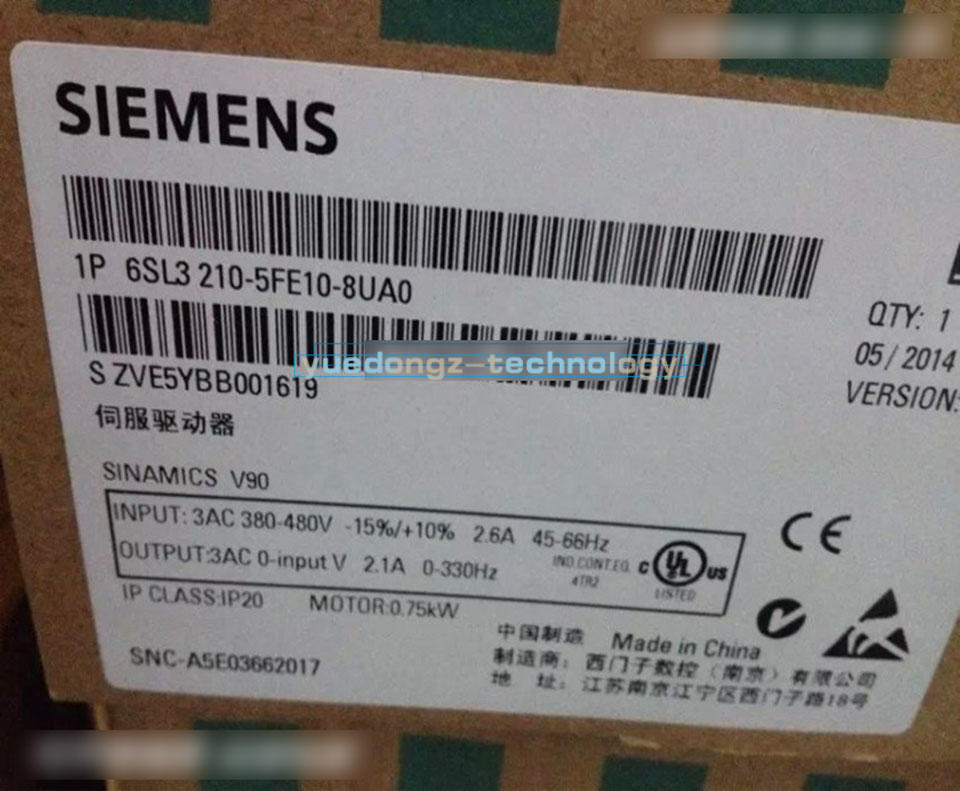 SIEMENS
1P 6SL3 210-5FE10-8UA0
QTY: 1
05/2014
VERSION:
yuedongz-technology
S ZVE5YBB001619
伺服驱动器
SINAMICS V90
INPUT: 3AC 380-480V -15%/+10% 2.6A 45-66Hz
OUTPUT:3AC 0-input V 2.1A 0-330Hz
IND.CONT.EQ.
4TR2
C UL US
LISTED
CE
IP CLASS:IP20 MOTOR:0.75kW
中国制造 Made in China
SNC-A5E03662017
制造商：西门子数控（南京）有限公司
地 址：江苏南京江宁区西门子路18号